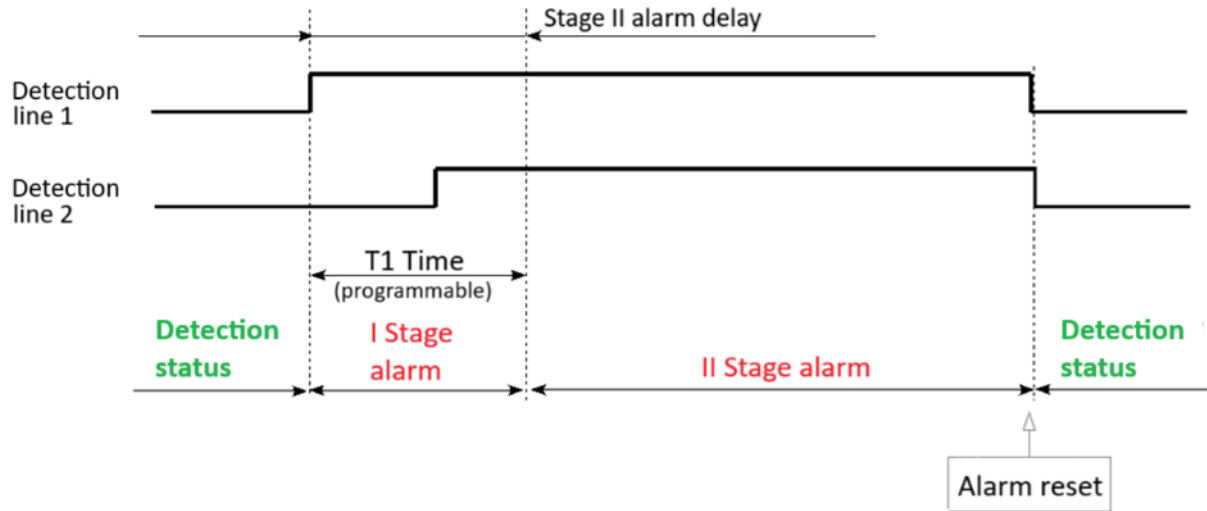 Stage II alarm delay
Detection
line 1
Detection
line 2
T1 Time
(programmable)
Detection
status
I Stage
alarm
II Stage alarm
Detection
status
Alarm reset